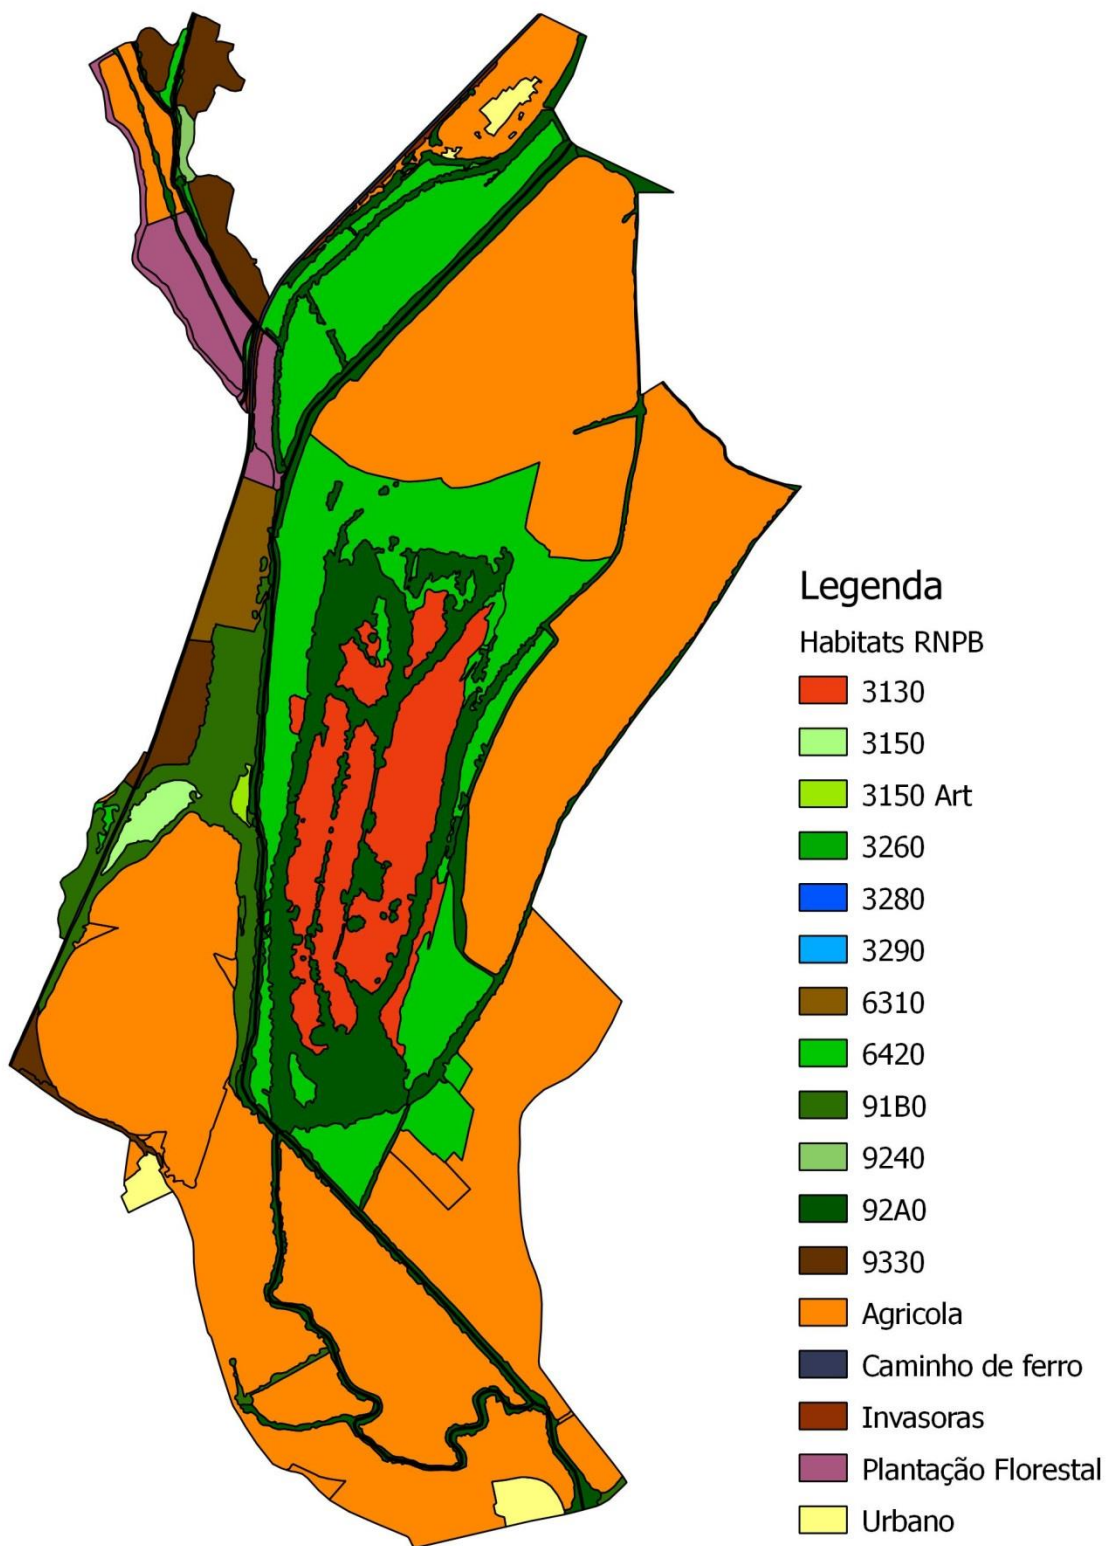 Legenda
Habitats RNPB
3130
3150
3150 Art
3260
3280
3290
6310
6420
91B0
9240
92A0
9330
Agricola
Caminho de ferro
Invasoras
Plantação Florestal
Urbano